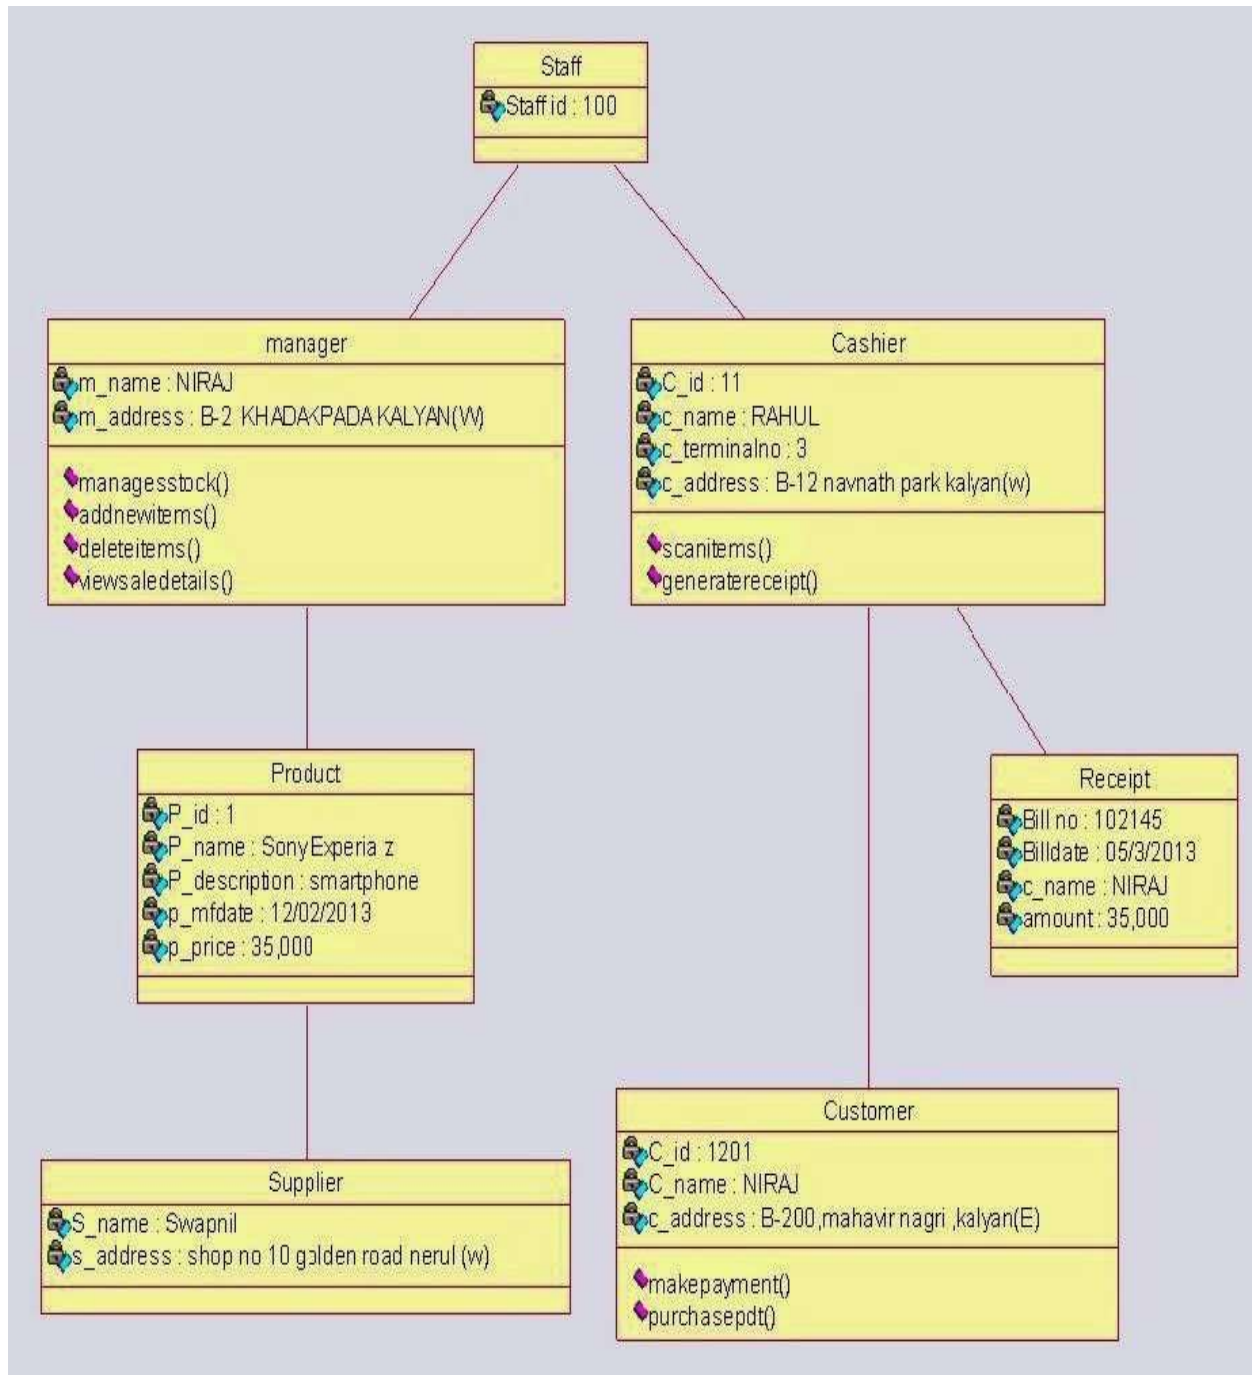 Staff
Staff id : 100
manager
m_name : NIRAJ
m_address : B-2 KHADAKPADA KALYAN(W)
managesstock()
addnewitems()
deleteitems()
viewsaledetails()
Cashier
C_id : 11
c_name : RAHUL
c_terminalno : 3
c_address : B-12 navnath park kalyan(w)
scanitems()
generatereceipt()
Product
P_id : 1
P_name : Sony Experia z
P_description : smartphone
p_mfdate : 12/02/2013
p_price : 35,000
Receipt
Bill no : 102145
Billdate : 05/3/2013
c_name : NIRAJ
amount : 35,000
Supplier
S_name : Swapnil
s_address : shop no 10 golden road nerul (w)
Customer
C_id : 1201
C_name : NIRAJ
c_address : B-200 ,mahavir nagri ,kalyan(E)
makepayment()
purchasepdt()